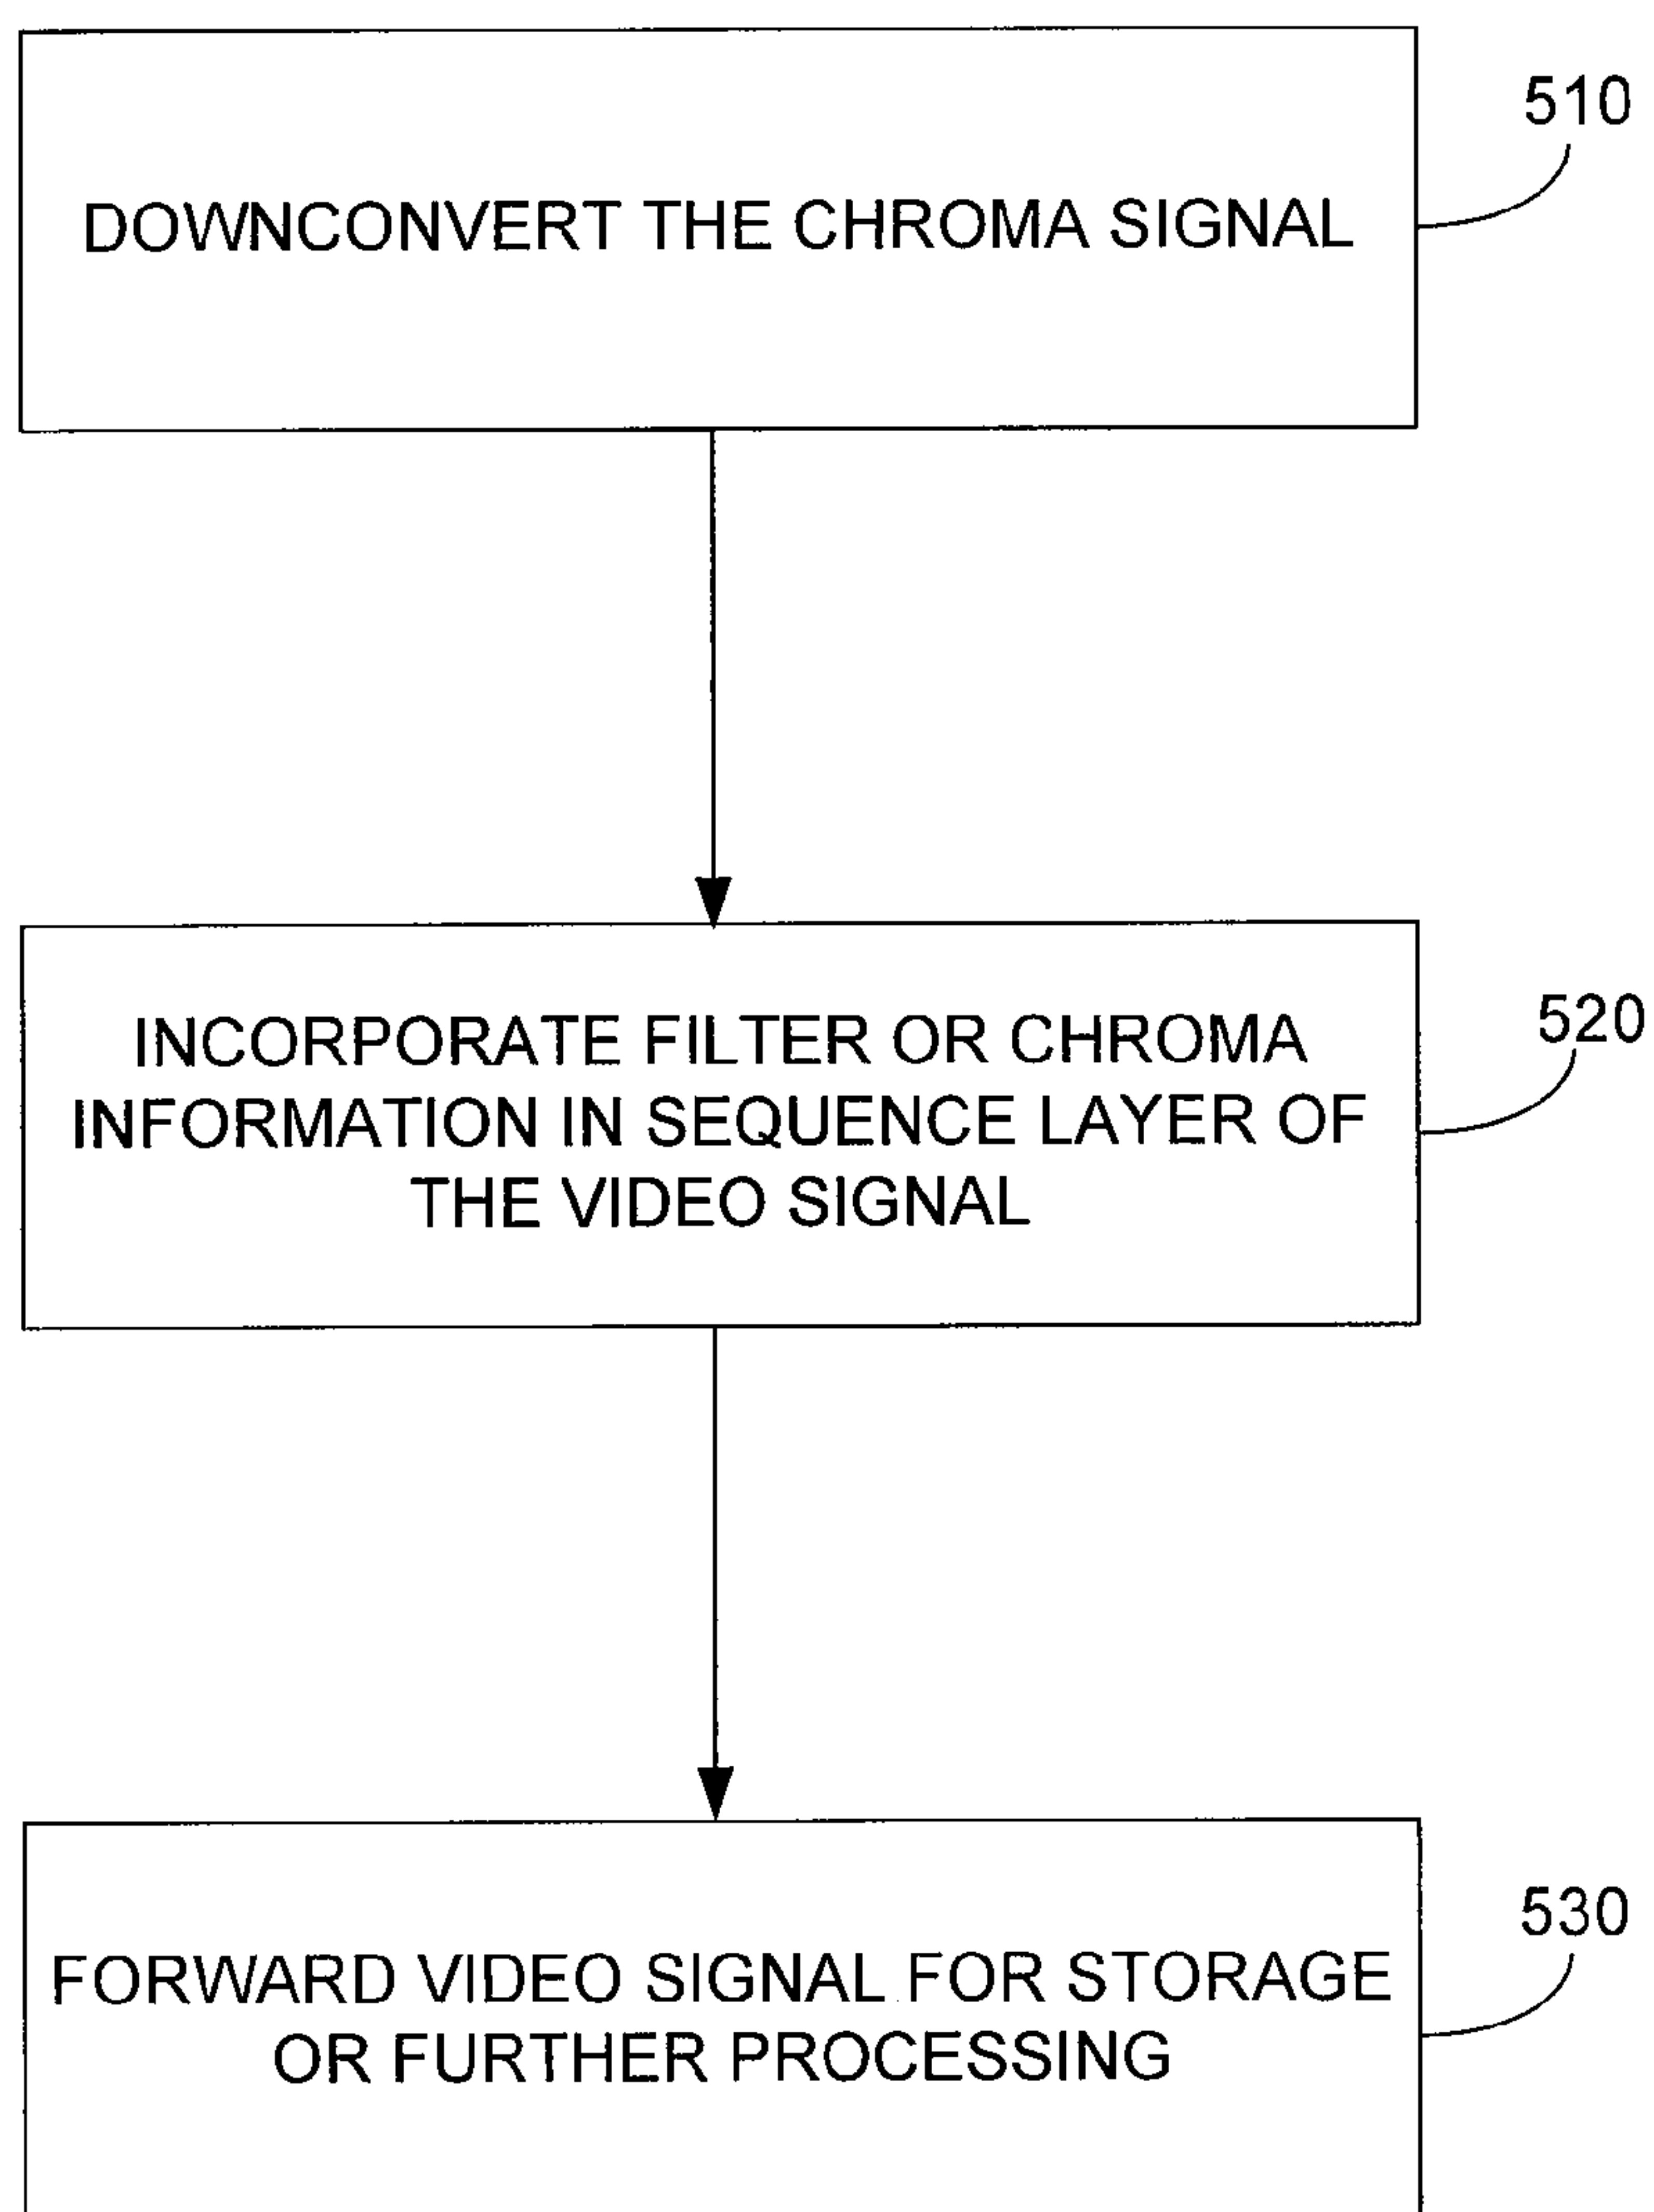 510
DOWNCONVERT THE CHROMA SIGNAL
520
INCORPORATE FILTER OR CHROMA
INFORMATION IN SEQUENCE LAYER OF
THE VIDEO SIGNAL
530
FORWARD VIDEO SIGNAL FOR STORAGE
OR FURTHER PROCESSING